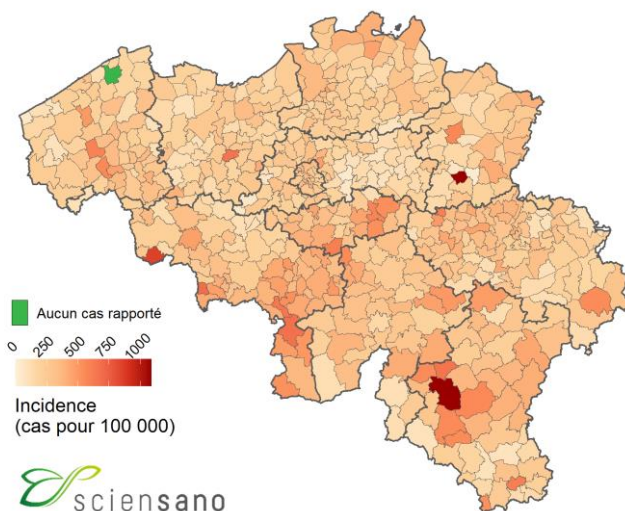 Aucun cas rapporté
0 250 500 750 1000
Incidence
(cas pour 100 000)
sciensano